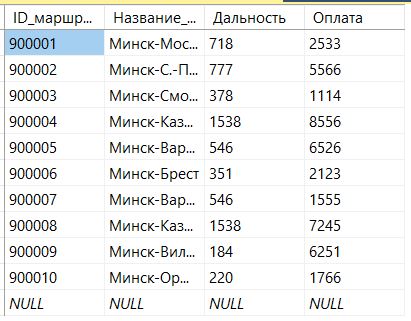 ID_маршр... Название_... Дальность Оплата
900001 Минск-Мос... 718 2533
900002 Минск-С.-П... 777 5566
900003 Минск-Смо... 378 1114
900004 Минск-Каз... 1538 8556
900005 Минск-Вар... 546 6526
900006 Минск-Брест 351 2123
900007 Минск-Вар... 546 1555
900008 Минск-Каз... 1538 7245
900009 Минск-Вил... 184 6251
900010 Минск-Ор... 220 1766
NULL NULL NULL NULL